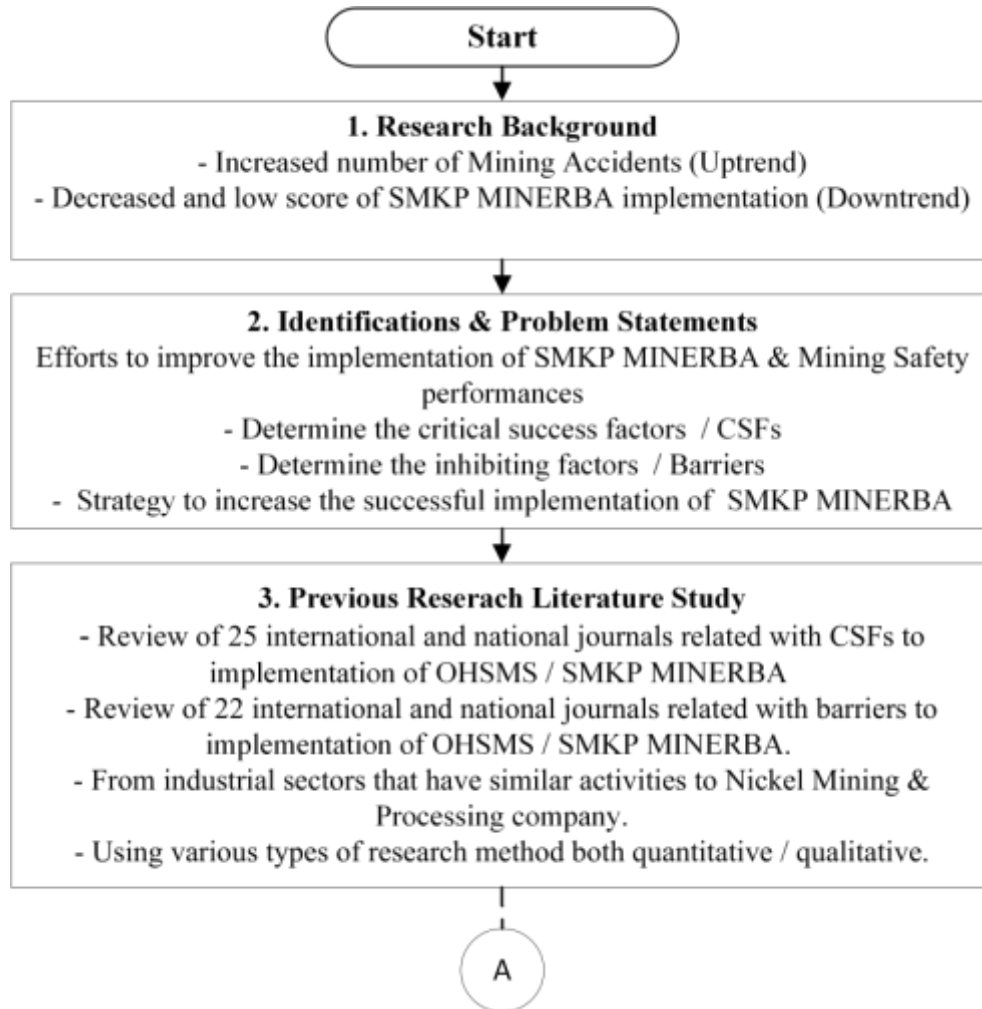 Start
1. Research Background
- Increased number of Mining Accidents (Uptrend)
- Decreased and low score of SMKP MINERBA implementation (Downtrend)
2. Identifications & Problem Statements
Efforts to improve the implementation of SMKP MINERBA & Mining Safety
performances
- Determine the critical success factors / CSFs
- Determine the inhibiting factors / Barriers
- Strategy to increase the successful implementation of SMKP MINERBA
3. Previous Reserach Literature Study
- Review of 25 international and national journals related with CSFs to
implementation of OHSMS / SMKP MINERBA
- Review of 22 international and national journals related with barriers to
implementation of OHSMS / SMKP MINERBA.
- From industrial sectors that have similar activities to Nickel Mining &
Processing company.
- Using various types of research method both quantitative / qualitative.
A